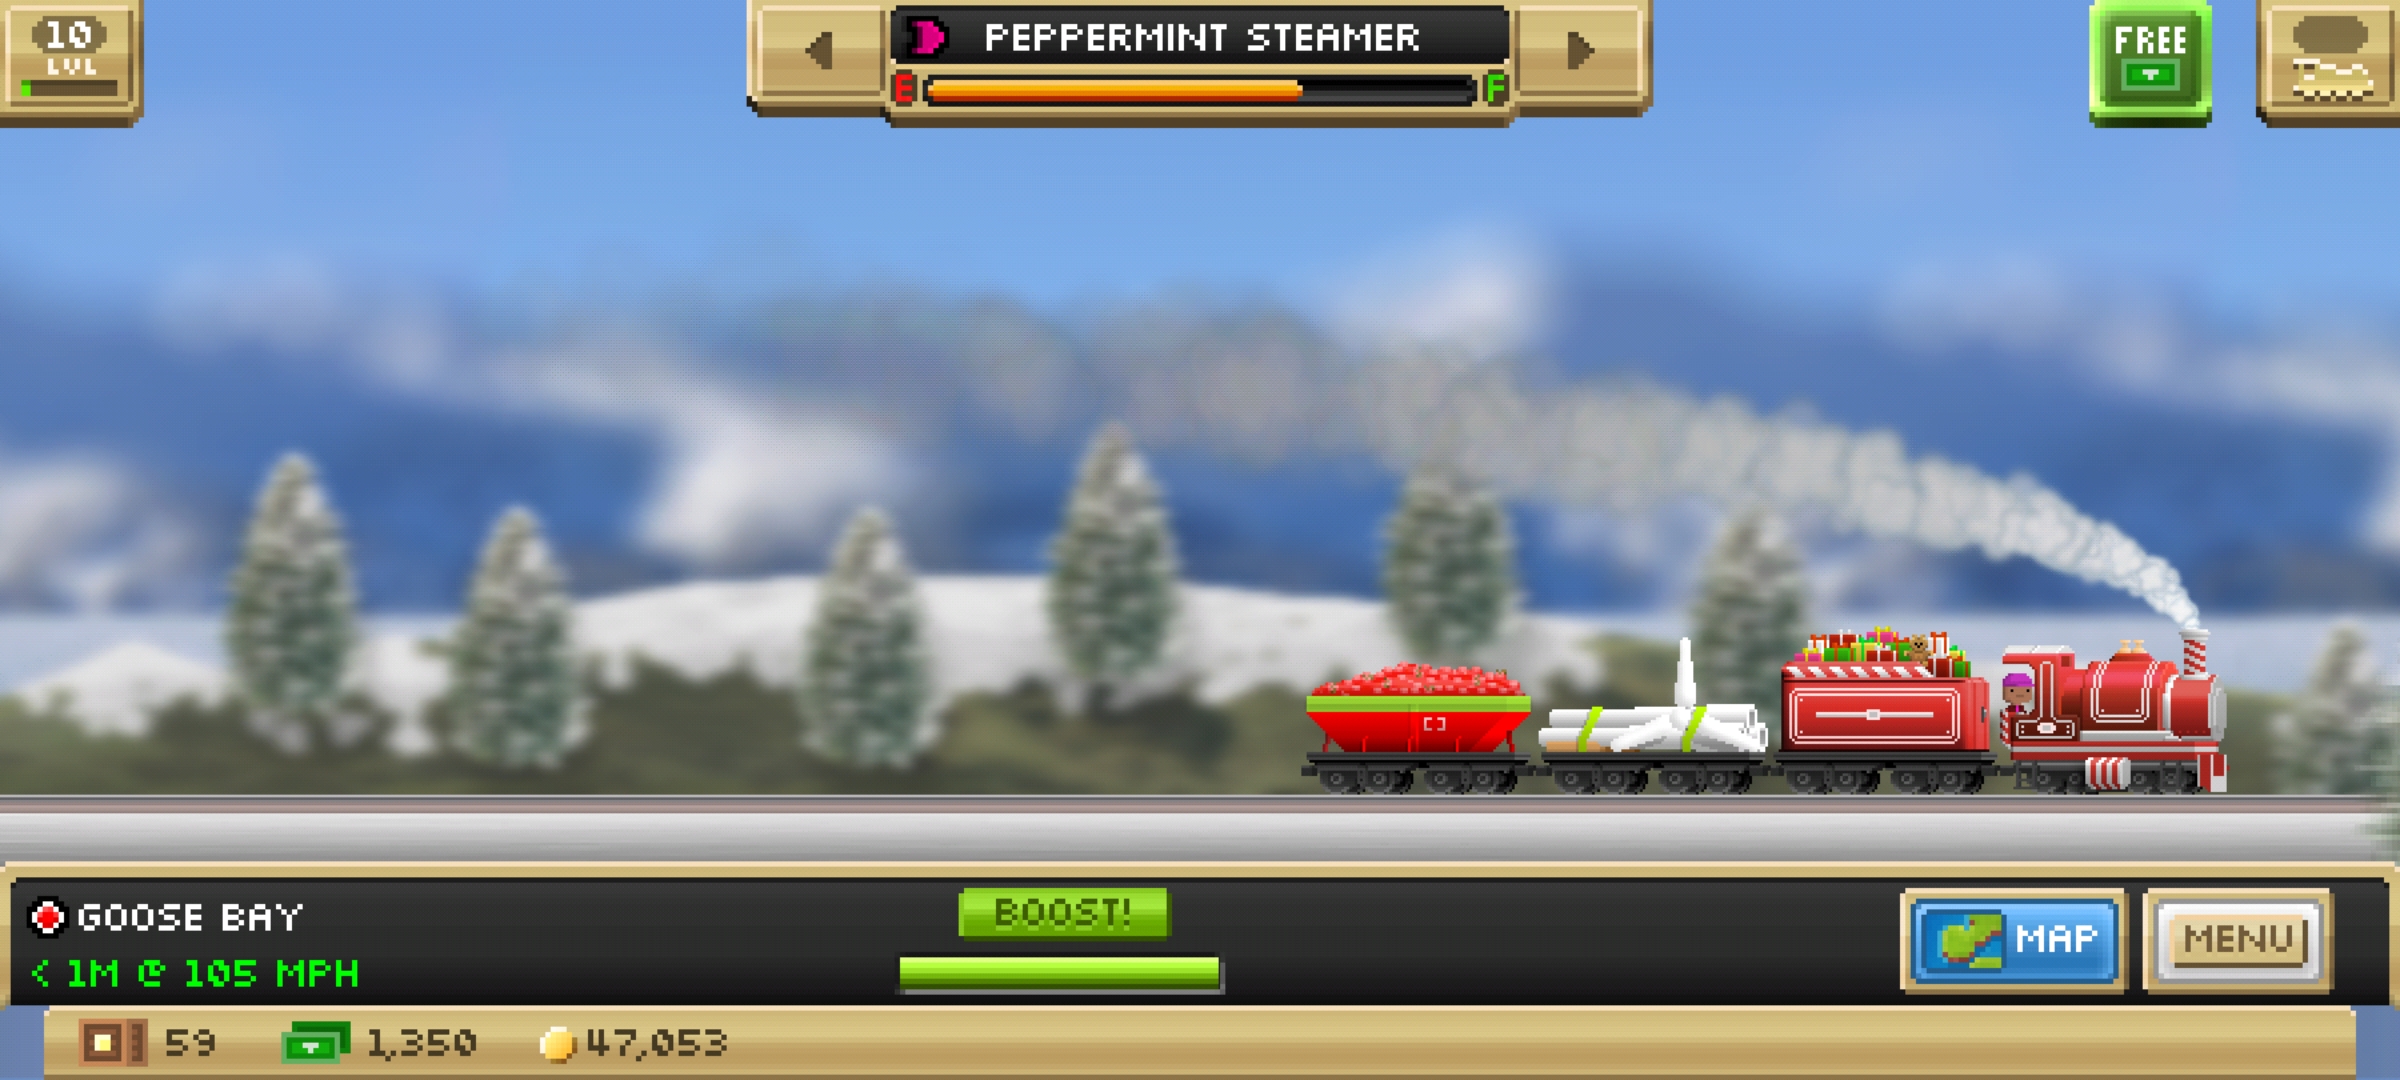 10
LVL
PEPPERMINT STEAMER
E F
FREE
GOOSE BAY
< 1M @ 105 MPH
BOOST!
MAP
MENU
59 1,350 47,053